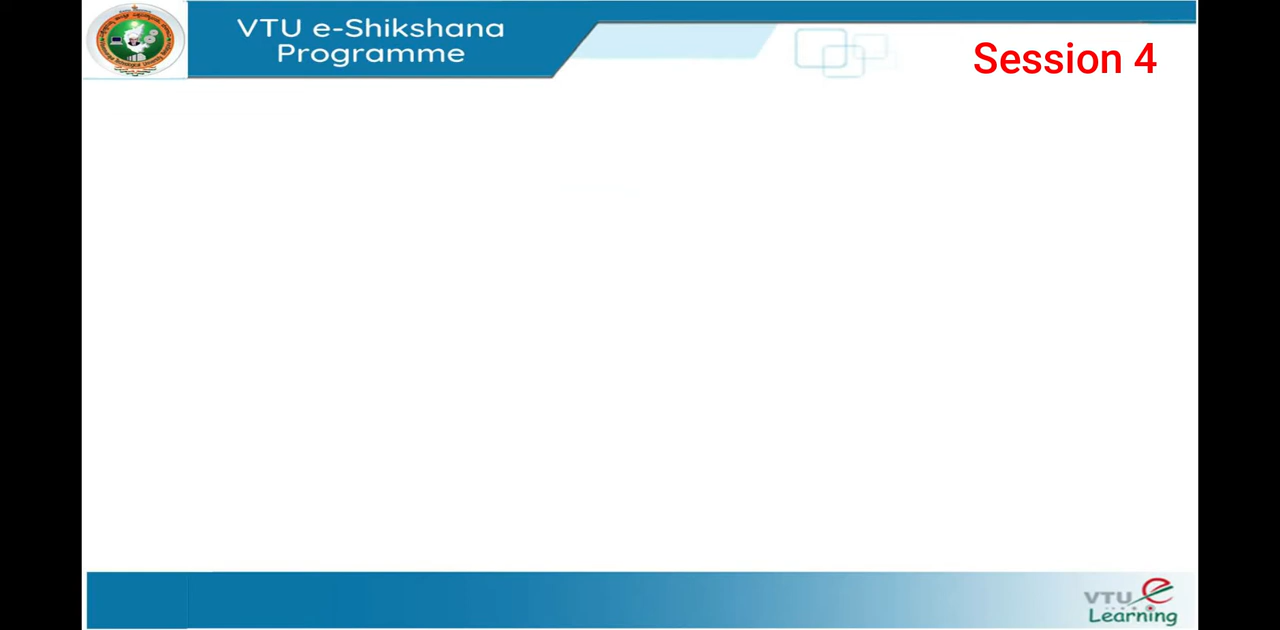 VTU e-Shikshana
Programme
Session 4
VTU e
Learning